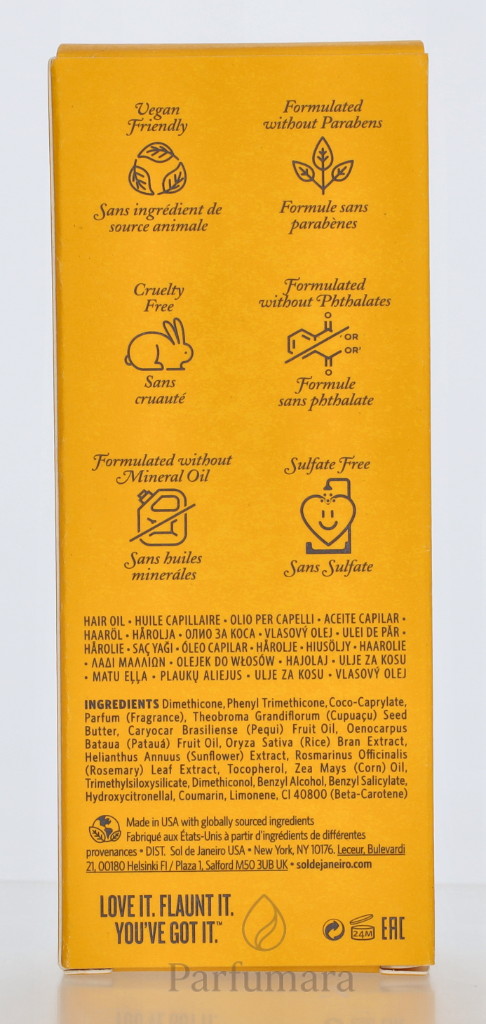 Vegan
Friendly
Sans ingrédient de
source animale
Formulated
without Parabens
Formule sans
parabènes
Cruelty
Free
Sans
cruauté
Formulated
without Phthalates
OR
OR'
Formule
sans phthalate
Formulated without
Mineral Oil
Sans huiles
mineráles
Sulfate Free
Sans Sulfate
HAIR OIL • HUILE CAPILLAIRE • OLIO PER CAPELLI • ACEITE CAPILAR •
HAARÖL • HÅROLJA • ОЛИО ЗА КОСА • VLASOVÝ OLEJ • ULEI DE PĂR •
HÅROLIE • SAÇ YAĞI • ÓLEO CAPILAR • HÅROLJE • HIUSÖLJY • HAAROLIE
• ΛΑΔΙ ΜΑΛΛΙΩΝ • OLEJEK DO WŁOSÓW • HAJOLAJ • ULJE ZA KOSU
• MATU EĻĻA • PLAUKŲ ALIEJUS • ULJE ZA KOSU • VLASOVÝ OLEJ
INGREDIENTS Dimethicone, Phenyl Trimethicone, Coco-Caprylate,
Parfum (Fragrance), Theobroma Grandiflorum (Cupuaçu) Seed
Butter, Caryocar Brasiliense (Pequi) Fruit Oil, Oenocarpus
Bataua (Patauá) Fruit Oil, Oryza Sativa (Rice) Bran Extract,
Helianthus Annuus (Sunflower) Extract, Rosmarinus Officinalis
(Rosemary) Leaf Extract, Tocopherol, Zea Mays (Corn) Oil,
Trimethylsiloxysilicate, Dimethiconol, Benzyl Alcohol, Benzyl Salicylate,
Hydroxycitronellal, Coumarin, Limonene, CI 40800 (Beta-Carotene)
Made in USA with globally sourced ingredients
Fabriqué aux États-Unis à partir d'ingrédients de différentes
provenances • DIST. Sol de Janeiro USA • New York, NY 10176. Leceur, Bulevardi
21, 00180 Helsinki FI / Plaza 1, Salford M50 3UB UK • soldejaneiro.com
LOVE IT. FLAUNT IT.
YOU'VE GOT IT.™
24M
EAC
Parfumara